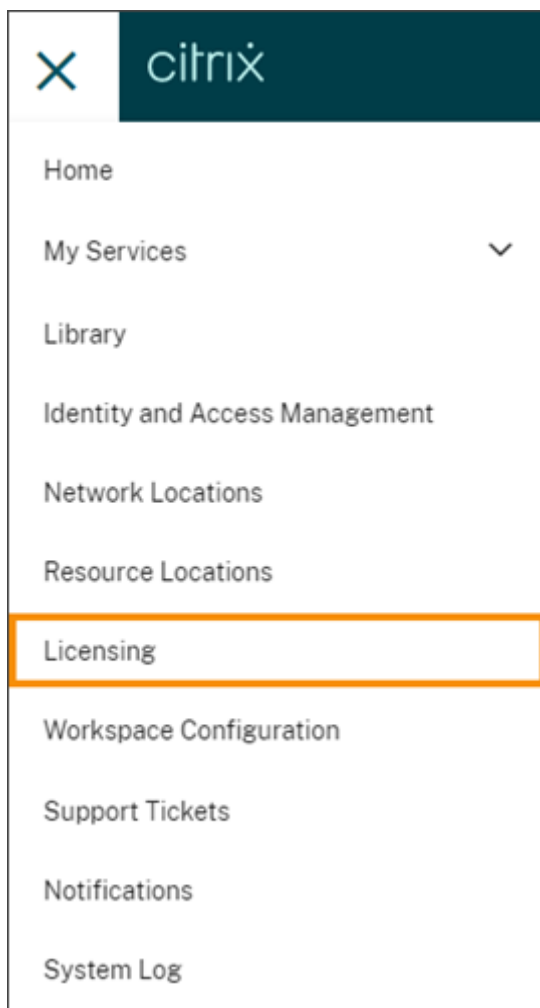 citrix
Home
My Services
Library
Identity and Access Management
Network Locations
Resource Locations
Licensing
Workspace Configuration
Support Tickets
Notifications
System Log